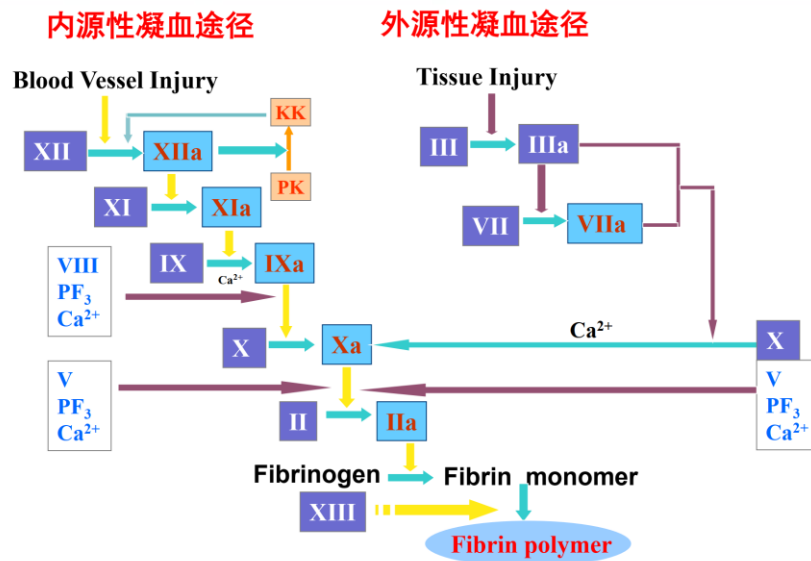 内源性凝血途径
外源性凝血途径
Blood Vessel Injury
Tissue Injury
KK
XII
XIIa
PK
III
IIIa
XI
XIa
VII
VIIa
IX
IXa
Ca²⁺
VIII
PF₃
Ca²⁺
Ca²⁺
X
Xa
X
V
PF₃
Ca²⁺
V
PF₃
Ca²⁺
II
IIa
Fibrinogen
Fibrin monomer
XIII
Fibrin polymer